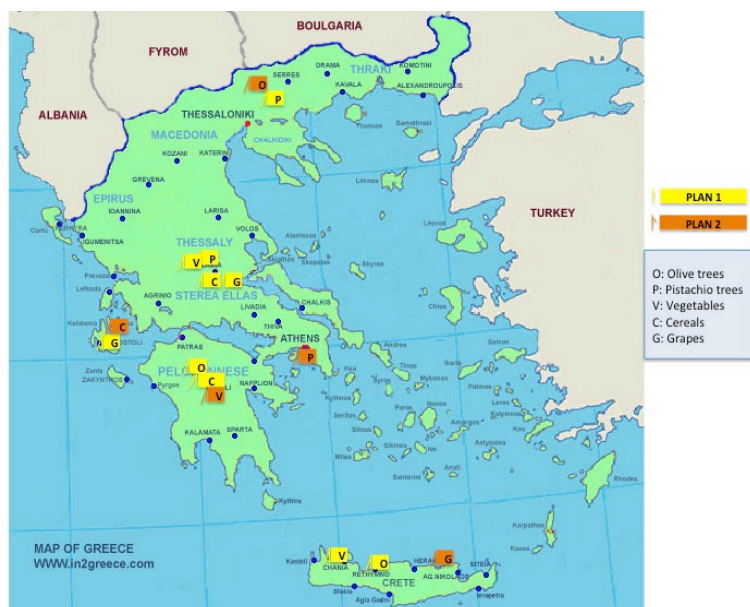 BOULGARIA
FYROM
ALBANIA
TURKEY
DRAMA
KOMOTINI
SERRES
THRAKI
O
KAVALA
ALEXANDROUPOLIS
P
THESSALONIKI
Thassos
Samothraki
MACEDONIA
CHALKIDIKI
KOZANI
KATERINI
GREVENA
Limnos
EPIRUS
IOANNINA
LARISA
Corfu
IGUMENITSA
VOLOS
Lesvos
THESSALY
Alonissos
V P
Skiathos
Skopelos
Skyros
Preveza
C G
Lefkada
STEREA ELLAS
AGRINIO
CHALKIS
Chios
LIVADIA
Kefalonia
C
THIVA
G
ATHENS
PATRAS
Andros
Samos
P
Ikaria
Zante
O
Kea
Tinos
ZAKYNTHOS
Pyrgos
C
Syros
Mykonos
Patmos
NAFPLION
V
Kythnos
Leros
Paros
Naxos
Kalymnos
Serifos
Amorgos
Kos
KALAMATA
SPARTA
Sifnos
Sikinos
Ios
Astypalea
Milos
Anafi
Santorini
Rhodes
Kythira
Karpathos
Kasos
MAP OF GREECE
WWW.in2greece.com
Kasteli
V
CHANIA
O
G
RETHYMNO
SITEIA
AG.NIKOLAOS
CRETE
Sfakia
Agia Galini
Ierapetra
PLAN 1
PLAN 2
O: Olive trees
P: Pistachio trees
V: Vegetables
C: Cereals
G: Grapes